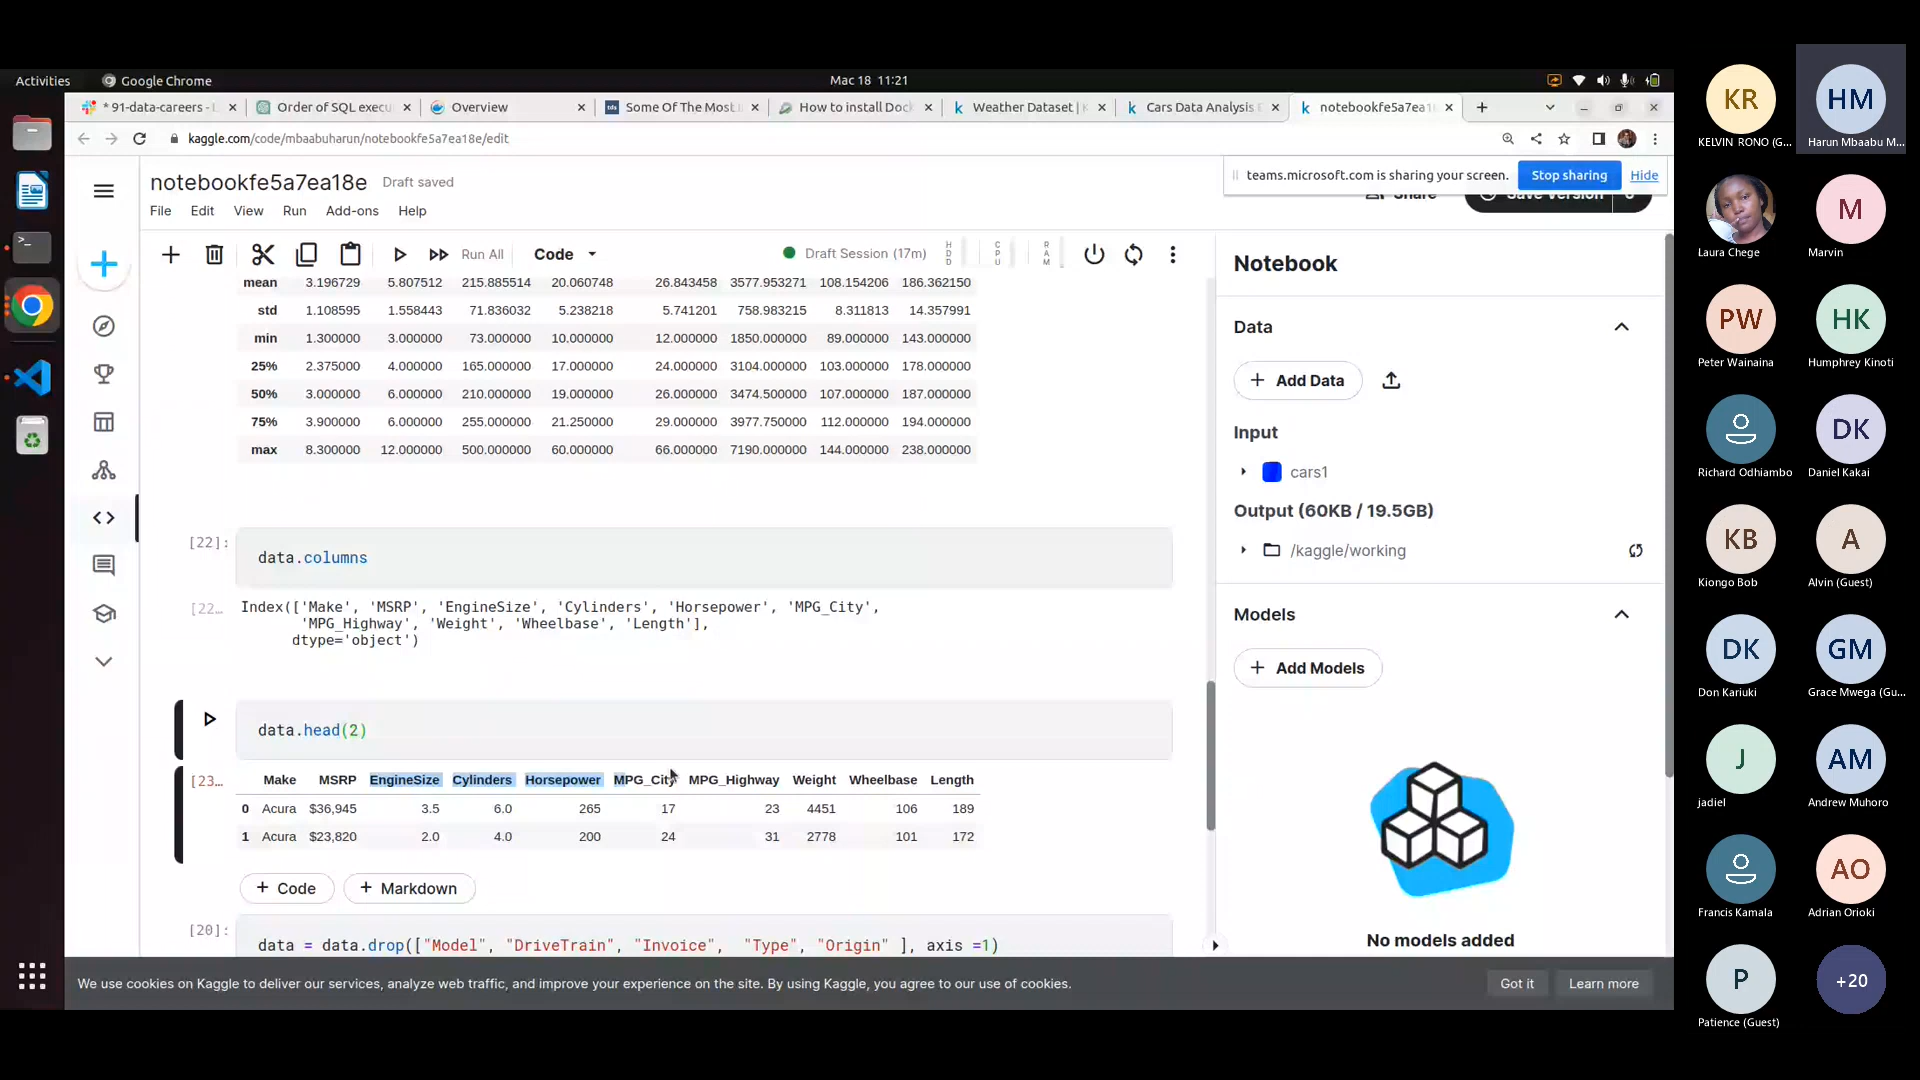 Activities
Google Chrome
Mac 18 11:21
* 91-data-careers -
Order of SQL execu
Overview
Some Of The Most
How to install Doc
Weather Dataset |
Cars Data Analysis
notebookfe5a7ea1
kaggle.com/code/mbaabuharun/notebookfe5a7ea18e/edit
notebookfe5a7ea18e
Draft saved
teams.microsoft.com is sharing your screen.
Stop sharing
Hide
File Edit View Run Add-ons Help
Share
Save Version
Run All
Code
Draft Session (17m)
HDD
CPU
RAM
mean 3.196729 5.807512 215.885514 20.060748 26.843458 3577.953271 108.154206 186.362150
std 1.108595 1.558443 71.836032 5.238218 5.741201 758.983215 8.311813 14.357991
min 1.300000 3.000000 73.000000 10.000000 12.000000 1850.000000 89.000000 143.000000
25% 2.375000 4.000000 165.000000 17.000000 24.000000 3104.000000 103.000000 178.000000
50% 3.000000 6.000000 210.000000 19.000000 26.000000 3474.500000 107.000000 187.000000
75% 3.900000 6.000000 255.000000 21.250000 29.000000 3977.750000 112.000000 194.000000
max 8.300000 12.000000 500.000000 60.000000 66.000000 7190.000000 144.000000 238.000000
[22]:
data.columns
[22…
Index(['Make', 'MSRP', 'EngineSize', 'Cylinders', 'Horsepower', 'MPG_City',
'MPG_Highway', 'Weight', 'Wheelbase', 'Length'],
dtype='object')
data.head(2)
[23…
Make MSRP EngineSize Cylinders Horsepower MPG_City MPG_Highway Weight Wheelbase Length
0 Acura $36,945 3.5 6.0 265 17 23 4451 106 189
1 Acura $23,820 2.0 4.0 200 24 31 2778 101 172
+ Code
+ Markdown
[20]:
data = data.drop(["Model", "DriveTrain", "Invoice", "Type", "Origin" ], axis =1)
Notebook
Data
+ Add Data
Input
cars1
Output (60KB / 19.5GB)
/kaggle/working
Models
+ Add Models
No models added
We use cookies on Kaggle to deliver our services, analyze web traffic, and improve your experience on the site. By using Kaggle, you agree to our use of cookies.
Got it
Learn more
KR
KELVIN RONO (G...
HM
Harun Mbaabu M...
Laura Chege
M
Marvin
PW
Peter Wainaina
HK
Humphrey Kinoti
Richard Odhiambo
DK
Daniel Kakai
KB
Kiongo Bob
A
Alvin (Guest)
DK
Don Kariuki
GM
Grace Mwega (Gu...
J
jadiel
AM
Andrew Muhoro
Francis Kamala
AO
Adrian Orioki
P
Patience (Guest)
+20